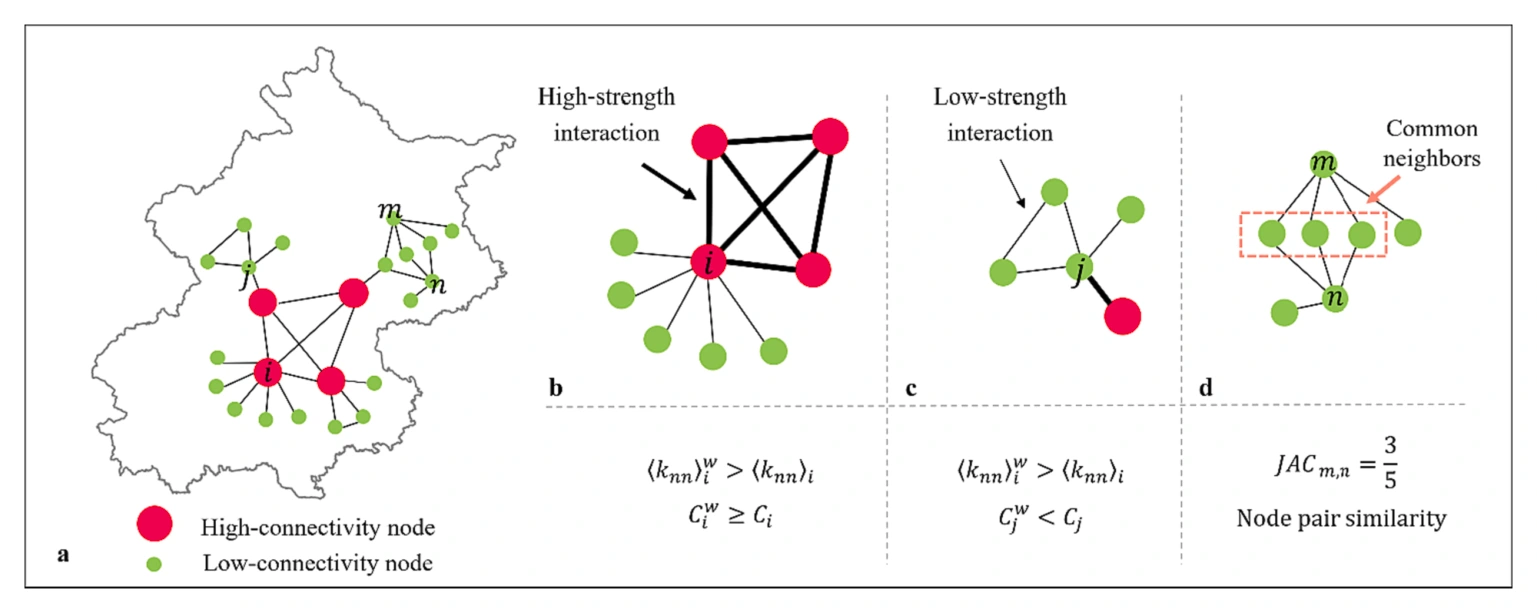 m
j
n
i
High-connectivity node
Low-connectivity node
a
High-strength
interaction
i
b
⟨k_nn⟩_i^w > ⟨k_nn⟩_i
C_i^w ≥ C_i
Low-strength
interaction
j
c
⟨k_nn⟩_i^w > ⟨k_nn⟩_i
C_j^w < C_j
Common
neighbors
m
n
d
JAC_{m,n} = 3/5
Node pair similarity